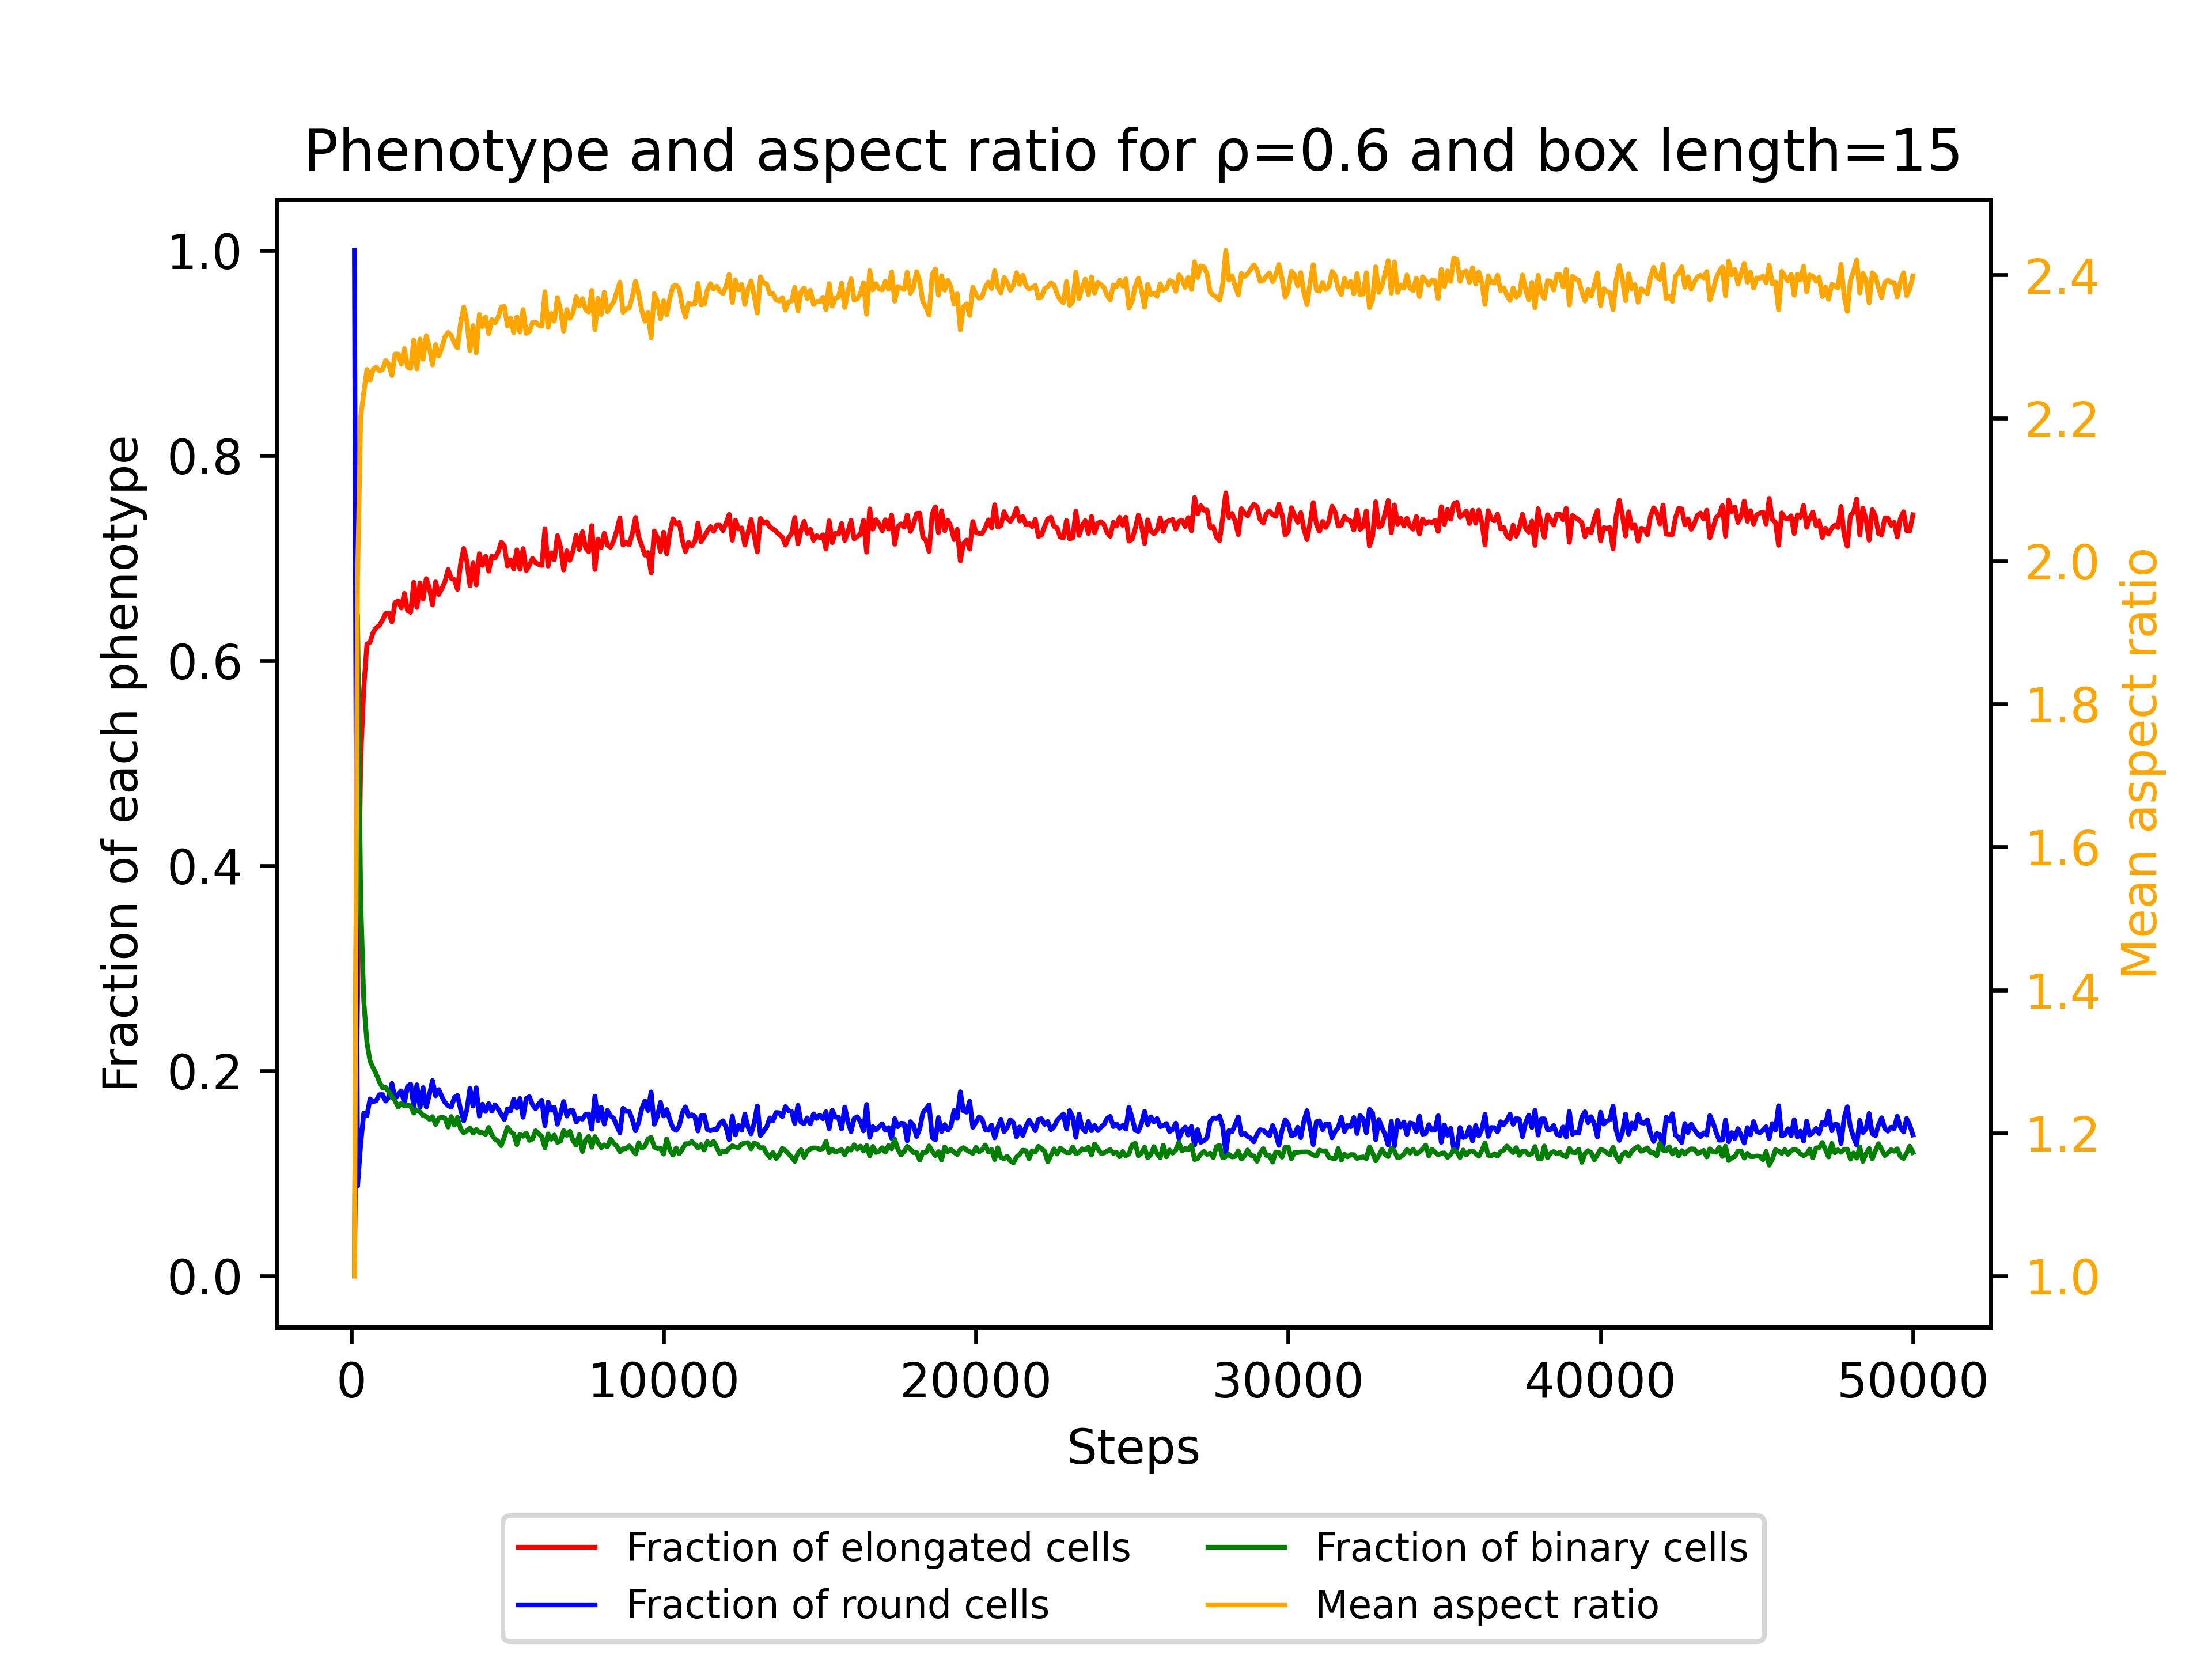 Phenotype and aspect ratio for ρ=0.6 and box length=15
Fraction of each phenotype
1.0
0.8
0.6
0.4
0.2
0.0
2.4
2.2
2.0
1.8
1.6
1.4
1.2
1.0
Mean aspect ratio
0 10000 20000 30000 40000 50000
Steps
Fraction of elongated cells
Fraction of round cells
Fraction of binary cells
Mean aspect ratio